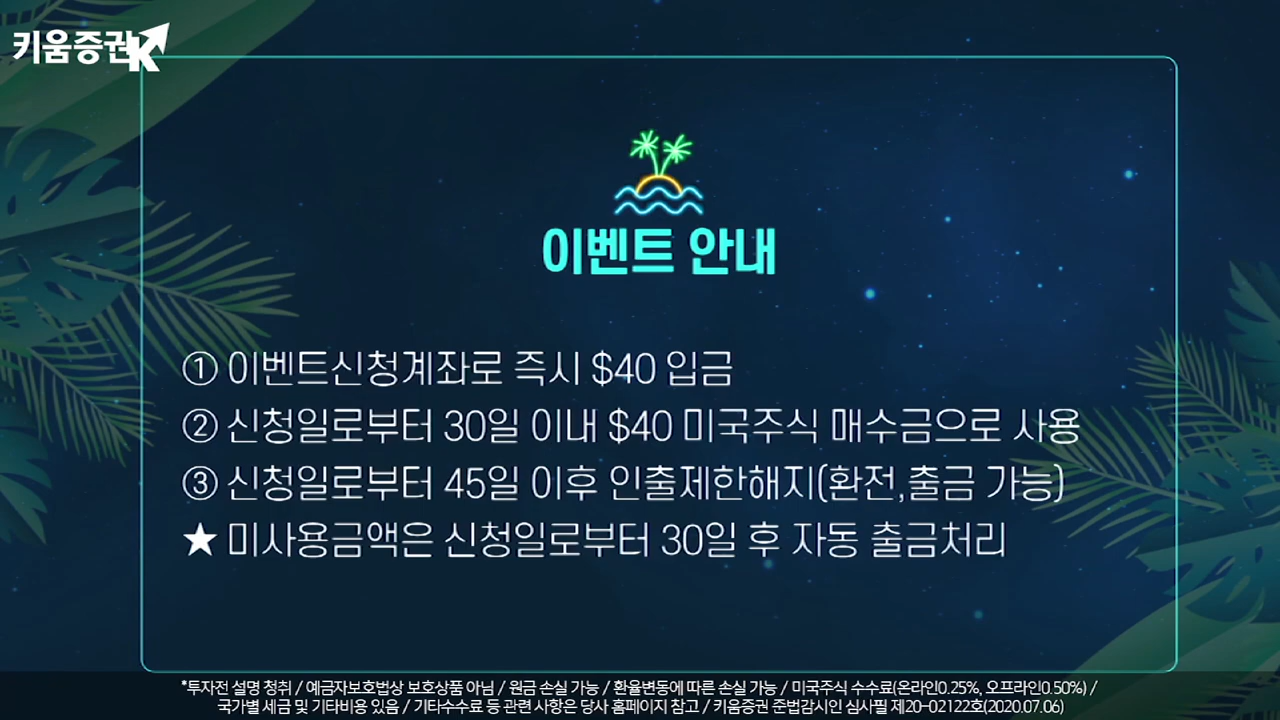 키움증권
이벤트 안내
① 이벤트신청계좌로 즉시 $40 입금
② 신청일로부터 30일 이내 $40 미국주식 매수금으로 사용
③ 신청일로부터 45일 이후 인출제한해지(환전,출금 가능)
★ 미사용금액은 신청일로부터 30일 후 자동 출금처리
*투자전 설명 청취 / 예금자보호법상 보호상품 아님 / 원금 손실 가능 / 환율변동에 따른 손실 가능 / 미국주식 수수료(온라인0.25%, 오프라인0.50%) /
국가별 세금 및 기타비용 있음 / 기타수수료 등 관련 사항은 당사 홈페이지 참고 / 키움증권 준법감시인 심사필 제20-02122호(2020.07.06)